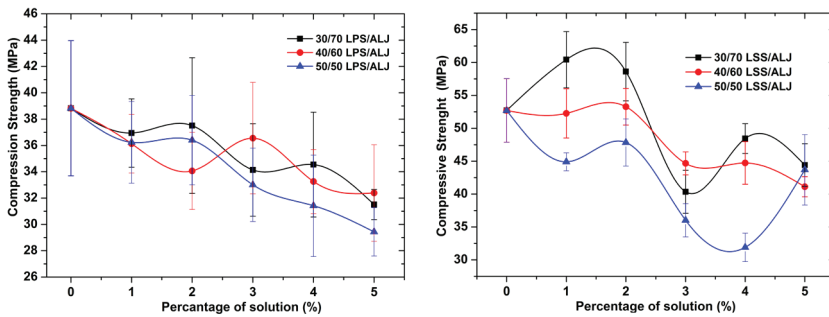 46
44
42
40
38
36
34
32
30
28
26
Compression Strength (MPa)
30/70 LPS/ALJ
40/60 LPS/ALJ
50/50 LPS/ALJ
0 1 2 3 4 5
Percantage of solution (%)
65
60
55
50
45
40
35
30
Compressive Strenght (MPa)
30/70 LSS/ALJ
40/60 LSS/ALJ
50/50 LSS/ALJ
0 1 2 3 4 5
Percentage of solution (%)